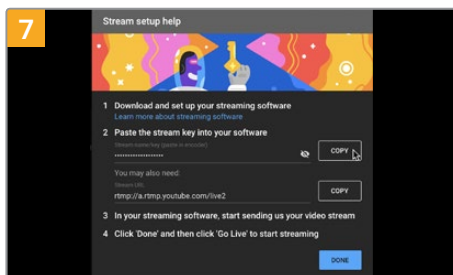 7
Stream setup help
1 Download and set up your streaming software
Learn more about streaming software
2 Paste the stream key into your software
Stream name/key (paste in encoder)
••••••••••••••••••••
COPY
You may also need:
Stream URL
rtmp://a.rtmp.youtube.com/live2
COPY
3 In your streaming software, start sending us your video stream
4 Click 'Done' and then click 'Go Live' to start streaming
DONE